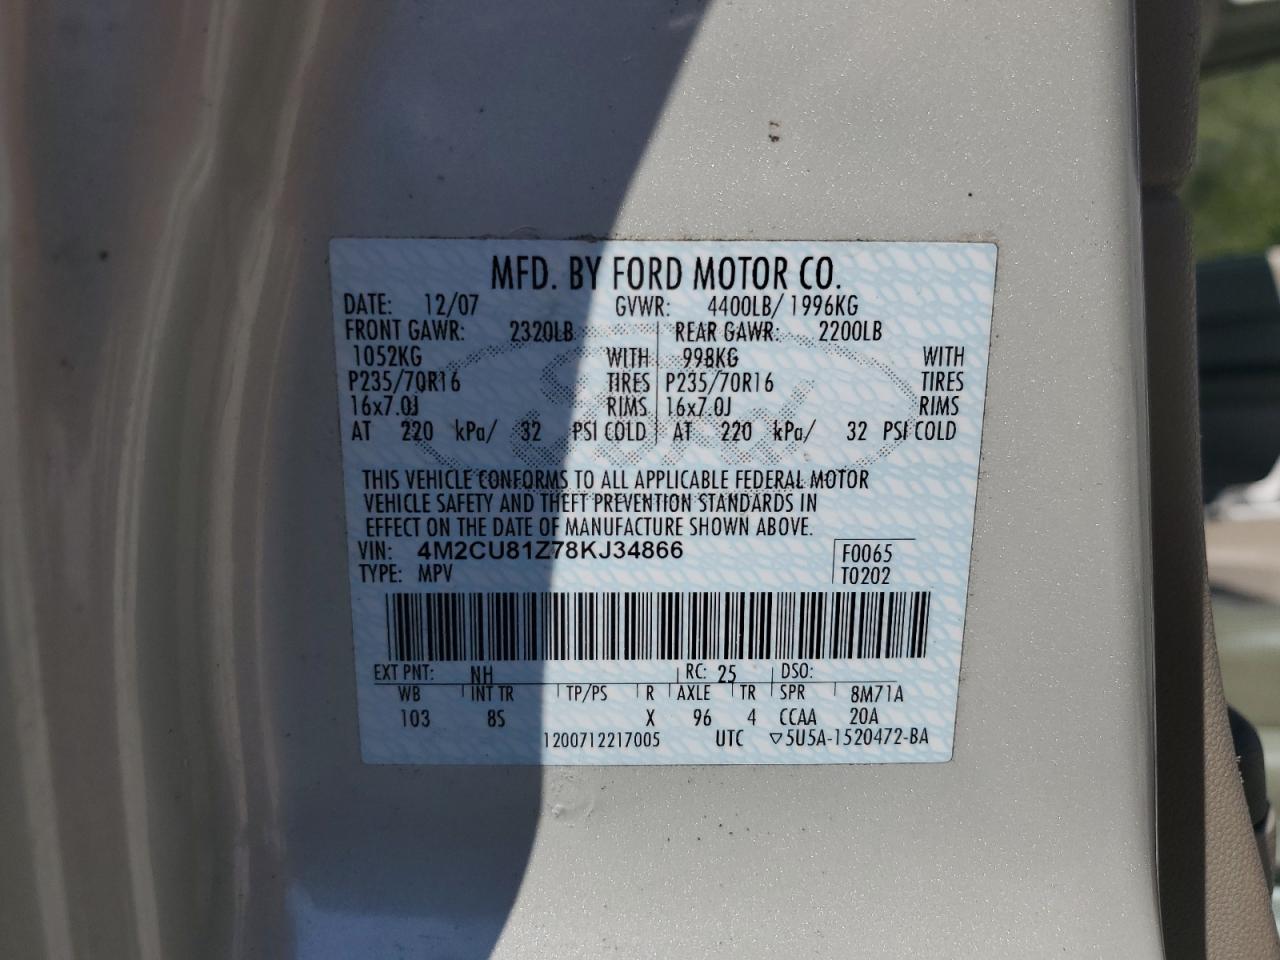 MFD. BY FORD MOTOR CO.
DATE: 12/07 GVWR: 4400LB/ 1996KG
FRONT GAWR: 2320LB REAR GAWR: 2200LB
1052KG WITH 998KG WITH
P235/70R16 TIRES P235/70R16 TIRES
16x7.0J RIMS 16x7.0J RIMS
AT 220 kPa/ 32 PSI COLD AT 220 kPa/ 32 PSI COLD
THIS VEHICLE CONFORMS TO ALL APPLICABLE FEDERAL MOTOR
VEHICLE SAFETY AND THEFT PREVENTION STANDARDS IN
EFFECT ON THE DATE OF MANUFACTURE SHOWN ABOVE.
VIN: 4M2CU81Z78KJ34866 F0065
TYPE: MPV T0202
EXT PNT: NH RC: 25 DSO:
WB INT TR TP/PS R AXLE TR SPR 8M71A
103 8S X 96 4 CCAA 20A
1200712217005 UTC ▽5U5A-1520472-BA